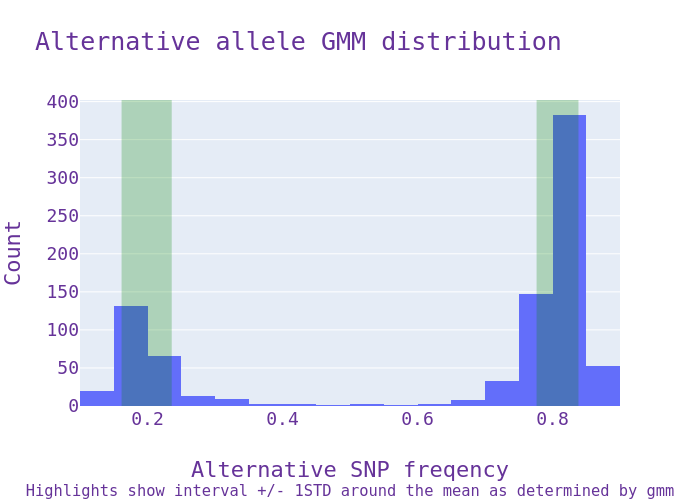 Alternative allele GMM distribution
400
350
300
250
200
150
100
50
0
Count
0.2 0.4 0.6 0.8
Alternative SNP freqency
Highlights show interval +/- 1STD around the mean as determined by gmm